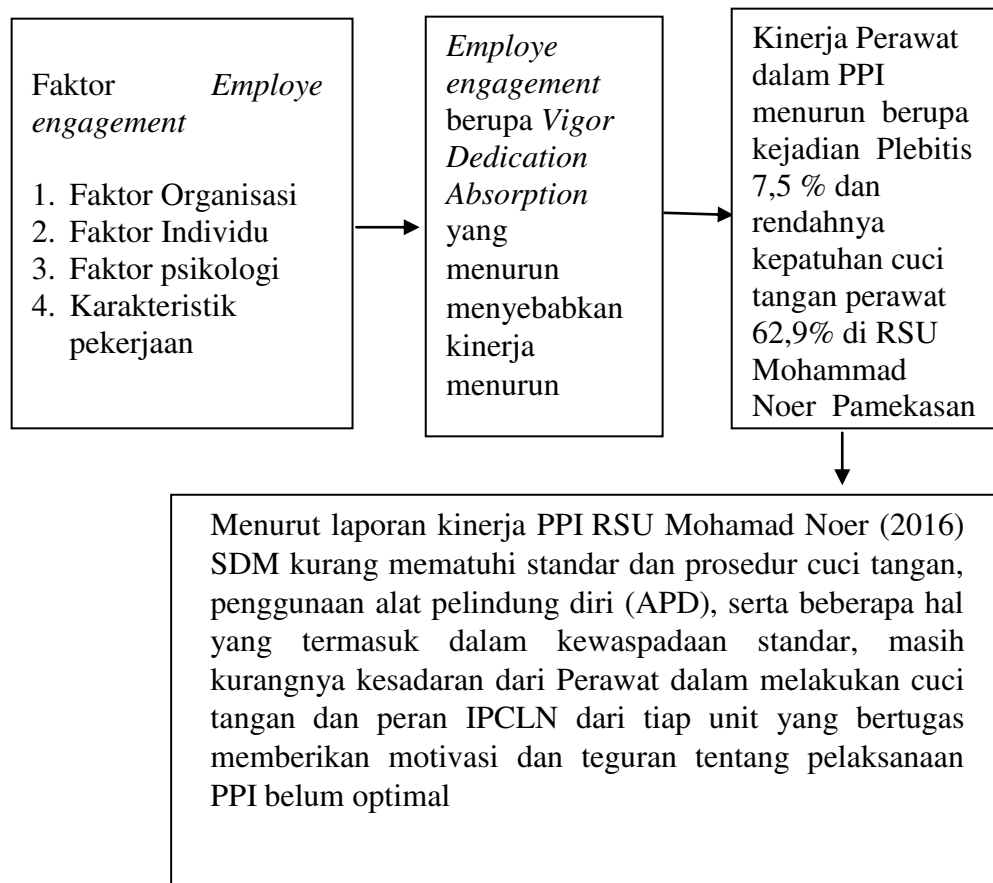 Faktor Employe
engagement
1. Faktor Organisasi
2. Faktor Individu
3. Faktor psikologi
4. Karakteristik
pekerjaan
Employe
engagement
berupa Vigor
Dedication
Absorption
yang
menurun
menyebabkan
kinerja
menurun
Kinerja Perawat
dalam PPI
menurun berupa
kejadian Plebitis
7,5 % dan
rendahnya
kepatuhan cuci
tangan perawat
62,9% di RSU
Mohammad
Noer Pamekasan
Menurut laporan kinerja PPI RSU Mohamad Noer (2016)
SDM kurang mematuhi standar dan prosedur cuci tangan,
penggunaan alat pelindung diri (APD), serta beberapa hal
yang termasuk dalam kewaspadaan standar, masih
kurangnya kesadaran dari Perawat dalam melakukan cuci
tangan dan peran IPCLN dari tiap unit yang bertugas
memberikan motivasi dan teguran tentang pelaksanaan
PPI belum optimal